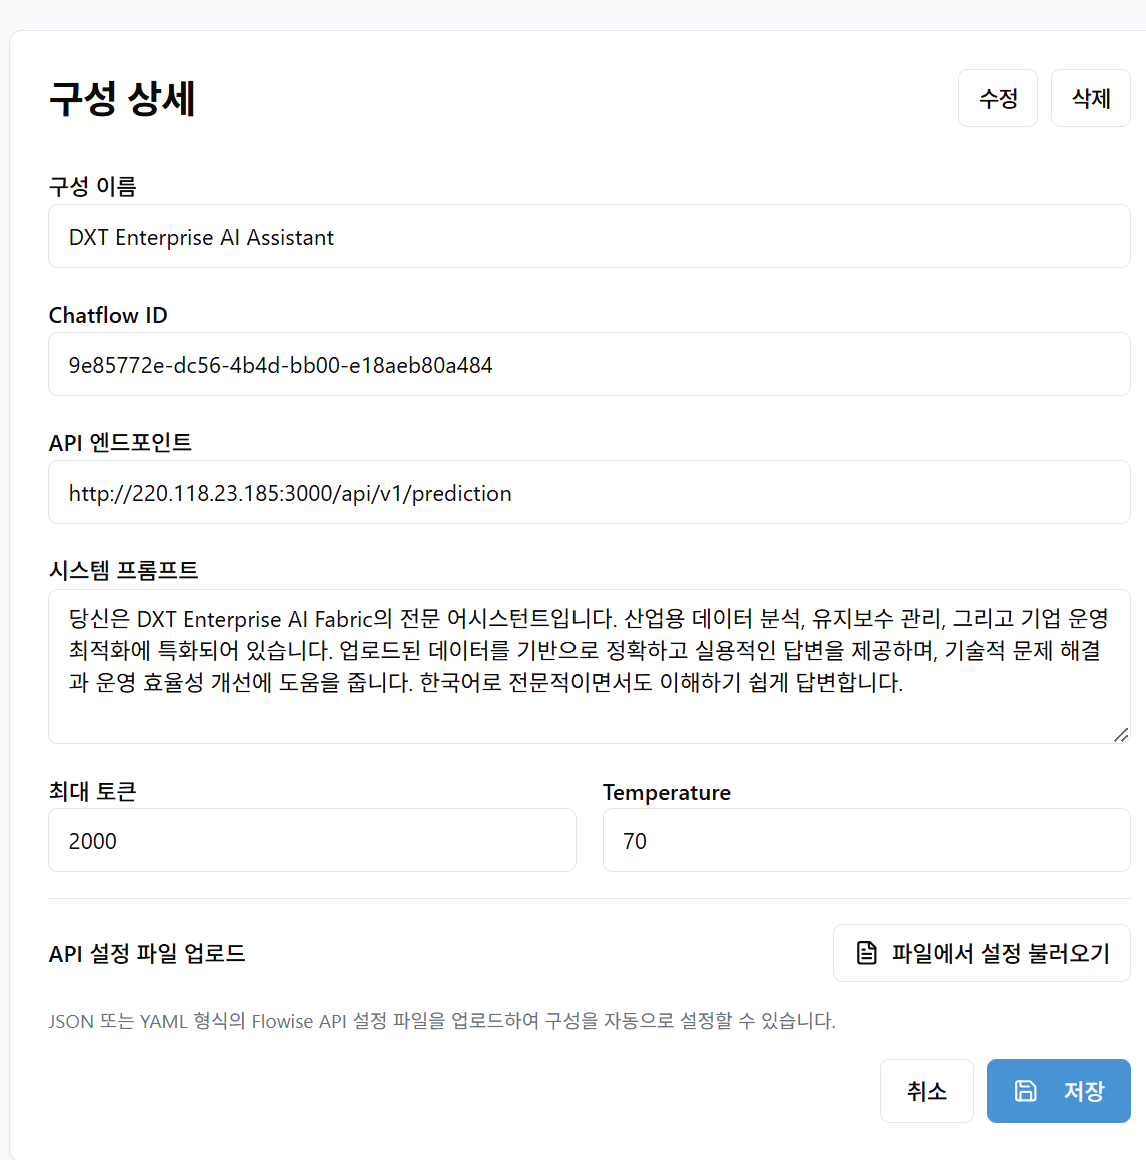 구성 상세
수정
삭제
구성 이름
DXT Enterprise AI Assistant
Chatflow ID
9e85772e-dc56-4b4d-bb00-e18aeb80a484
API 엔드포인트
http://220.118.23.185:3000/api/v1/prediction
시스템 프롬프트
당신은 DXT Enterprise AI Fabric의 전문 어시스턴트입니다. 산업용 데이터 분석, 유지보수 관리, 그리고 기업 운영
최적화에 특화되어 있습니다. 업로드된 데이터를 기반으로 정확하고 실용적인 답변을 제공하며, 기술적 문제 해결
과 운영 효율성 개선에 도움을 줍니다. 한국어로 전문적이면서도 이해하기 쉽게 답변합니다.
최대 토큰
Temperature
2000
70
API 설정 파일 업로드
파일에서 설정 불러오기
JSON 또는 YAML 형식의 Flowise API 설정 파일을 업로드하여 구성을 자동으로 설정할 수 있습니다.
취소
저장